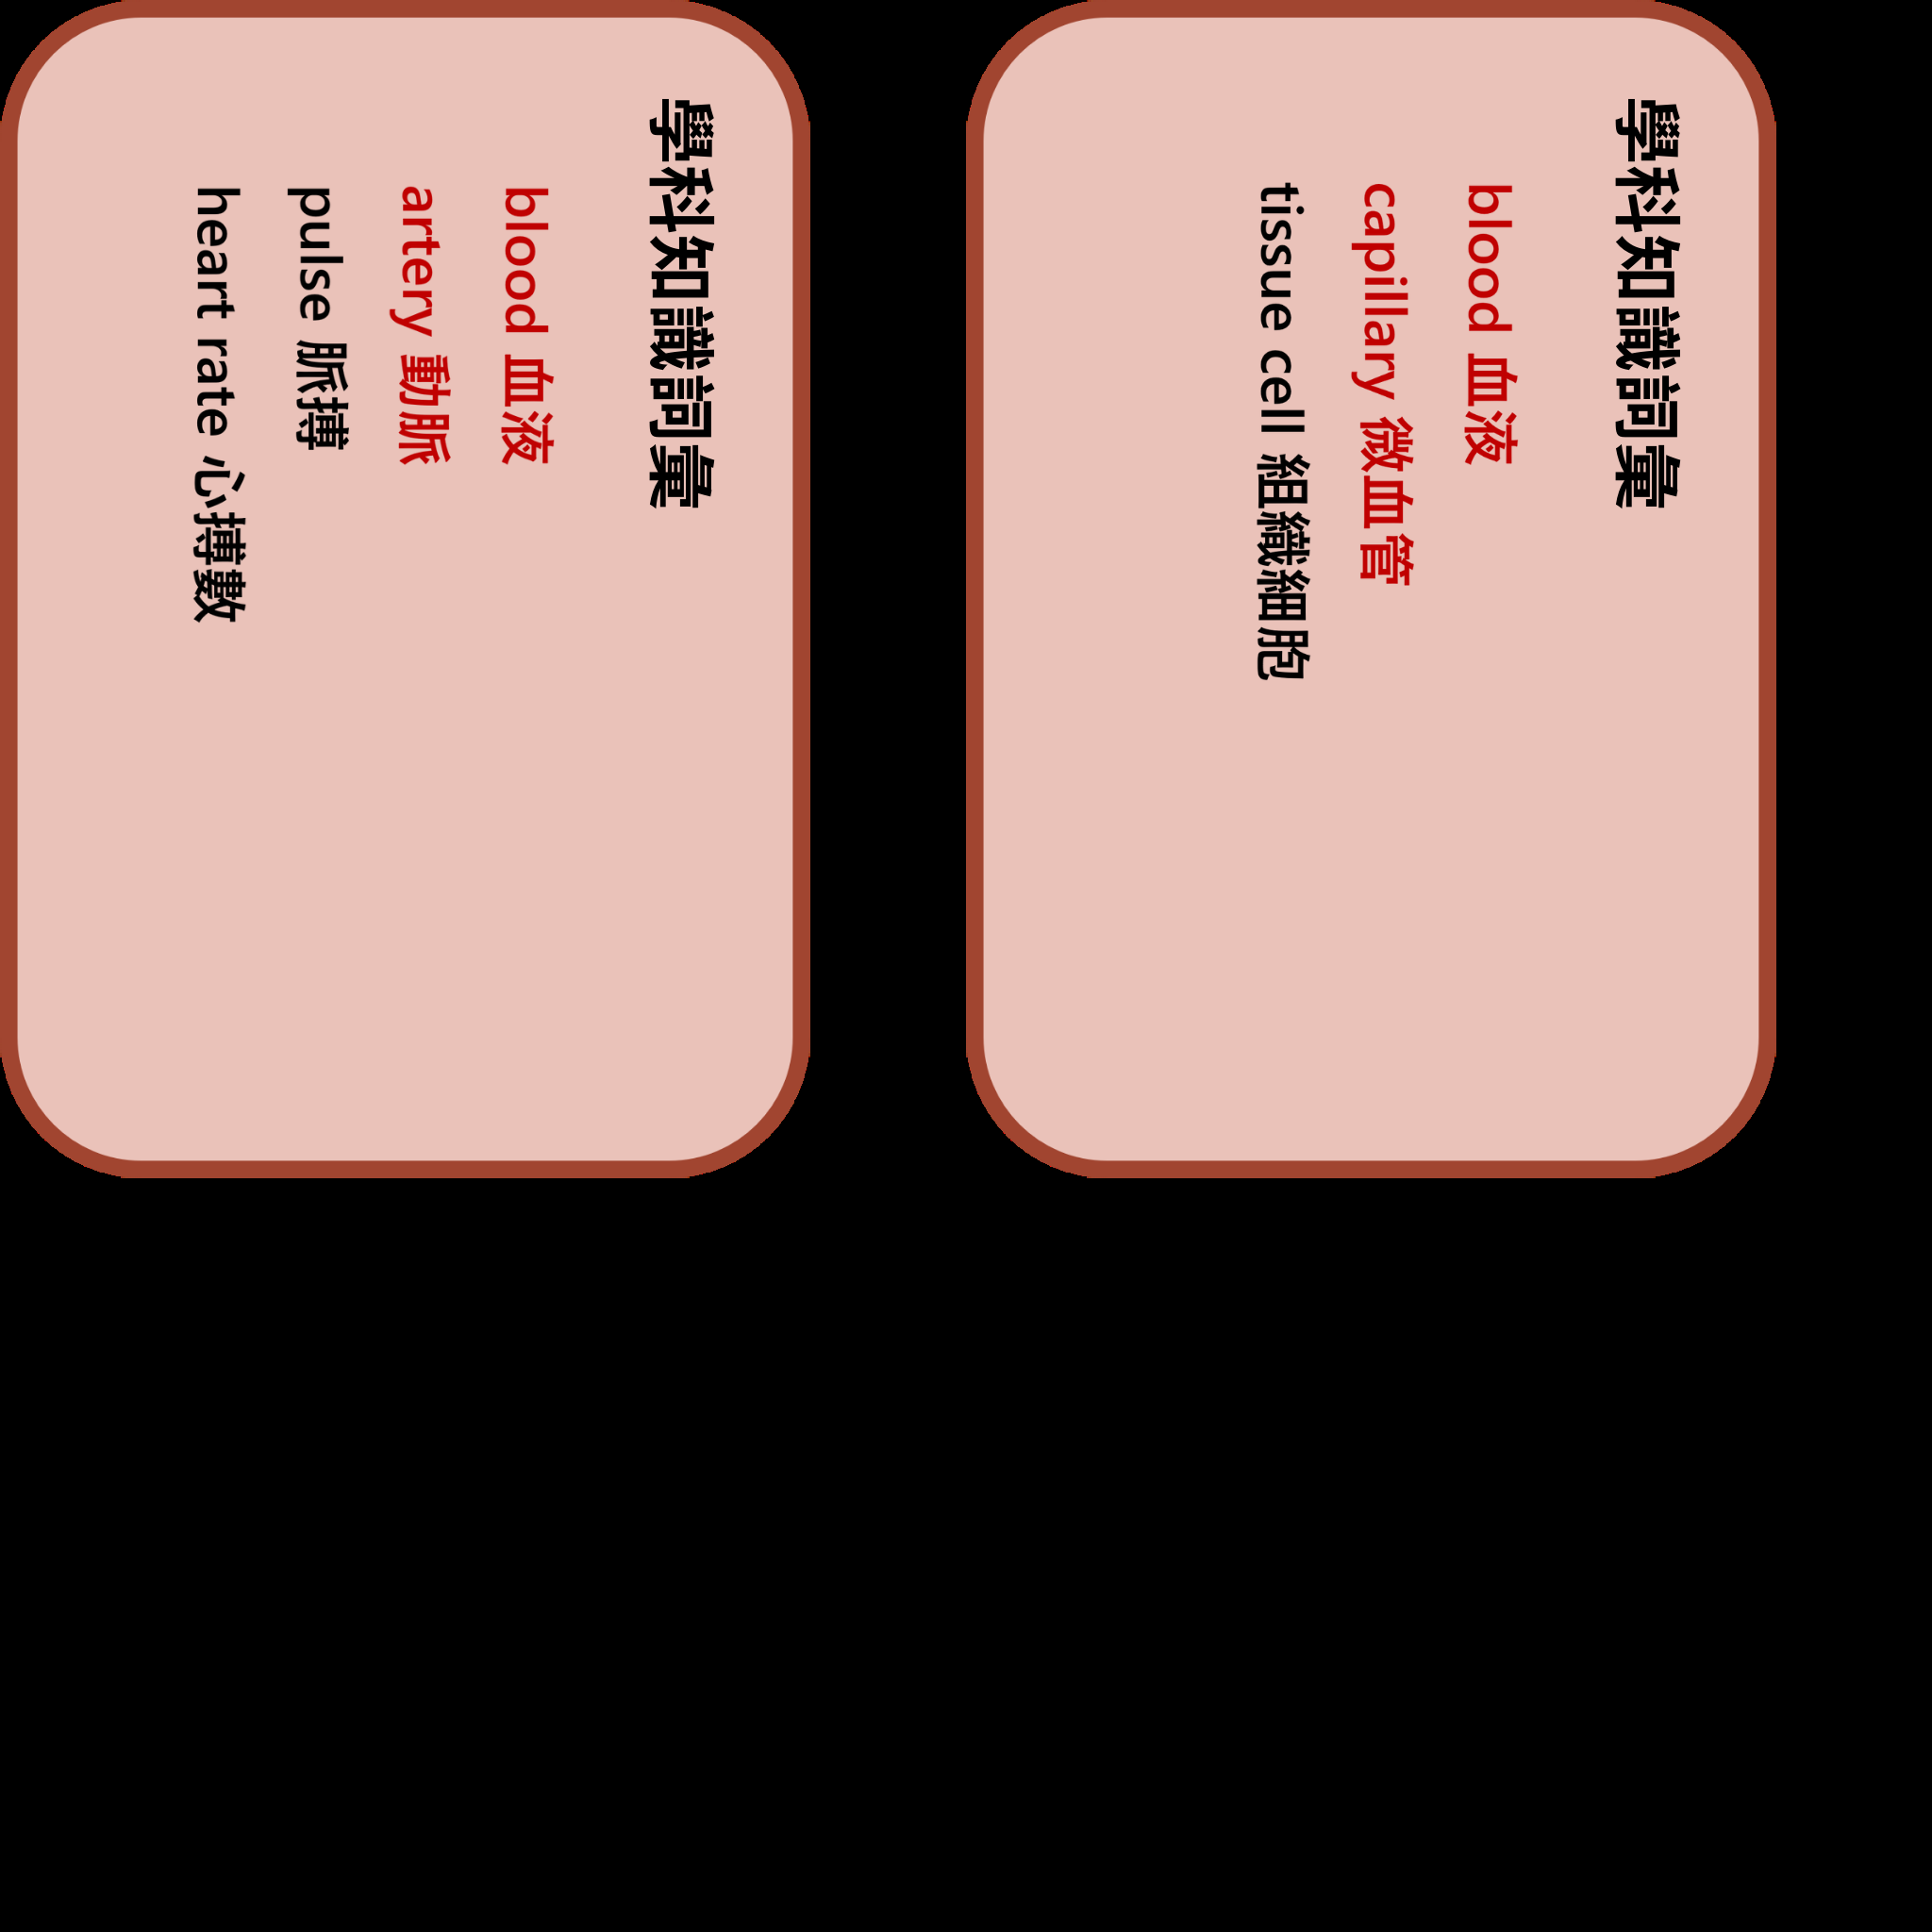 學科知識詞彙
blood 血液
artery 動脈
pulse 脈搏
heart rate 心搏數
學科知識詞彙
blood 血液
capillary 微血管
tissue cell 組織細胞